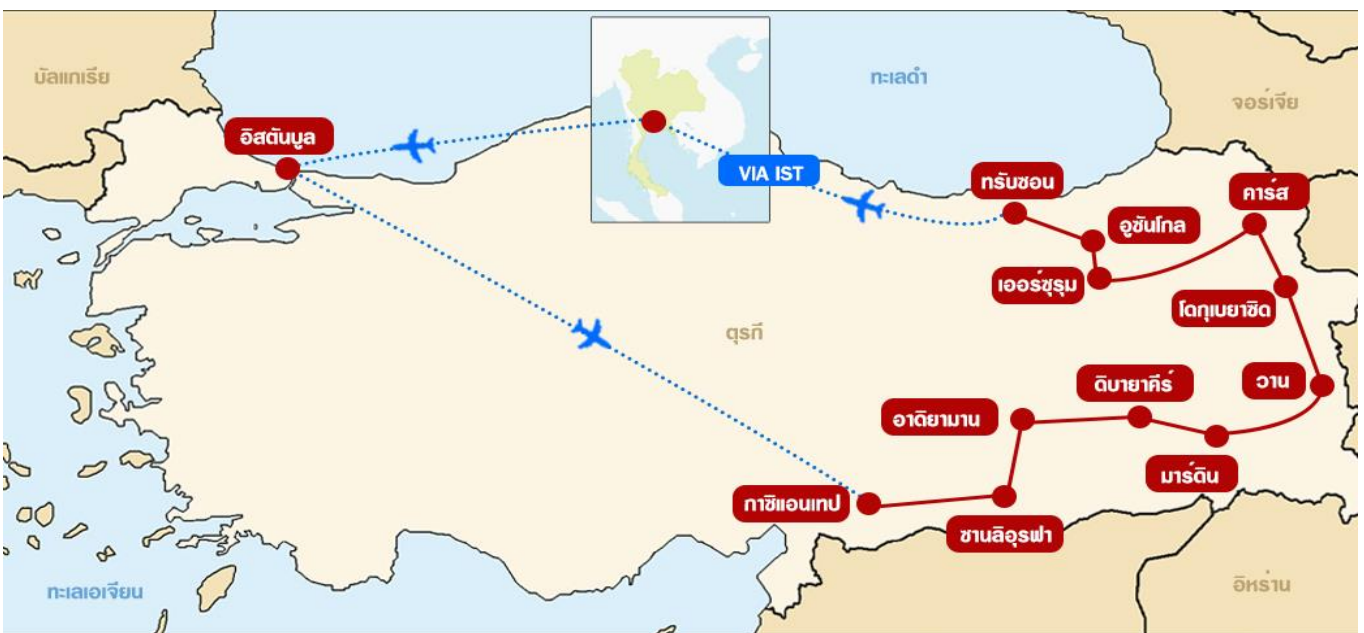 บัลแกเรีย
ทะเลดำ
จอร์เจีย
อิสตันบูล
VIA IST
ทรับซอน
คาร์ส
อูซันโกล
เออร์ซุรุม
โดกุเบยาซิด
ตุรกี
ดิบายาคีร์
วาน
อาดิยามาน
มาร์ดิน
กาซิแอนเทป
ซานลิอุรฟา
ทะเลเอเจียน
อิหร่าน